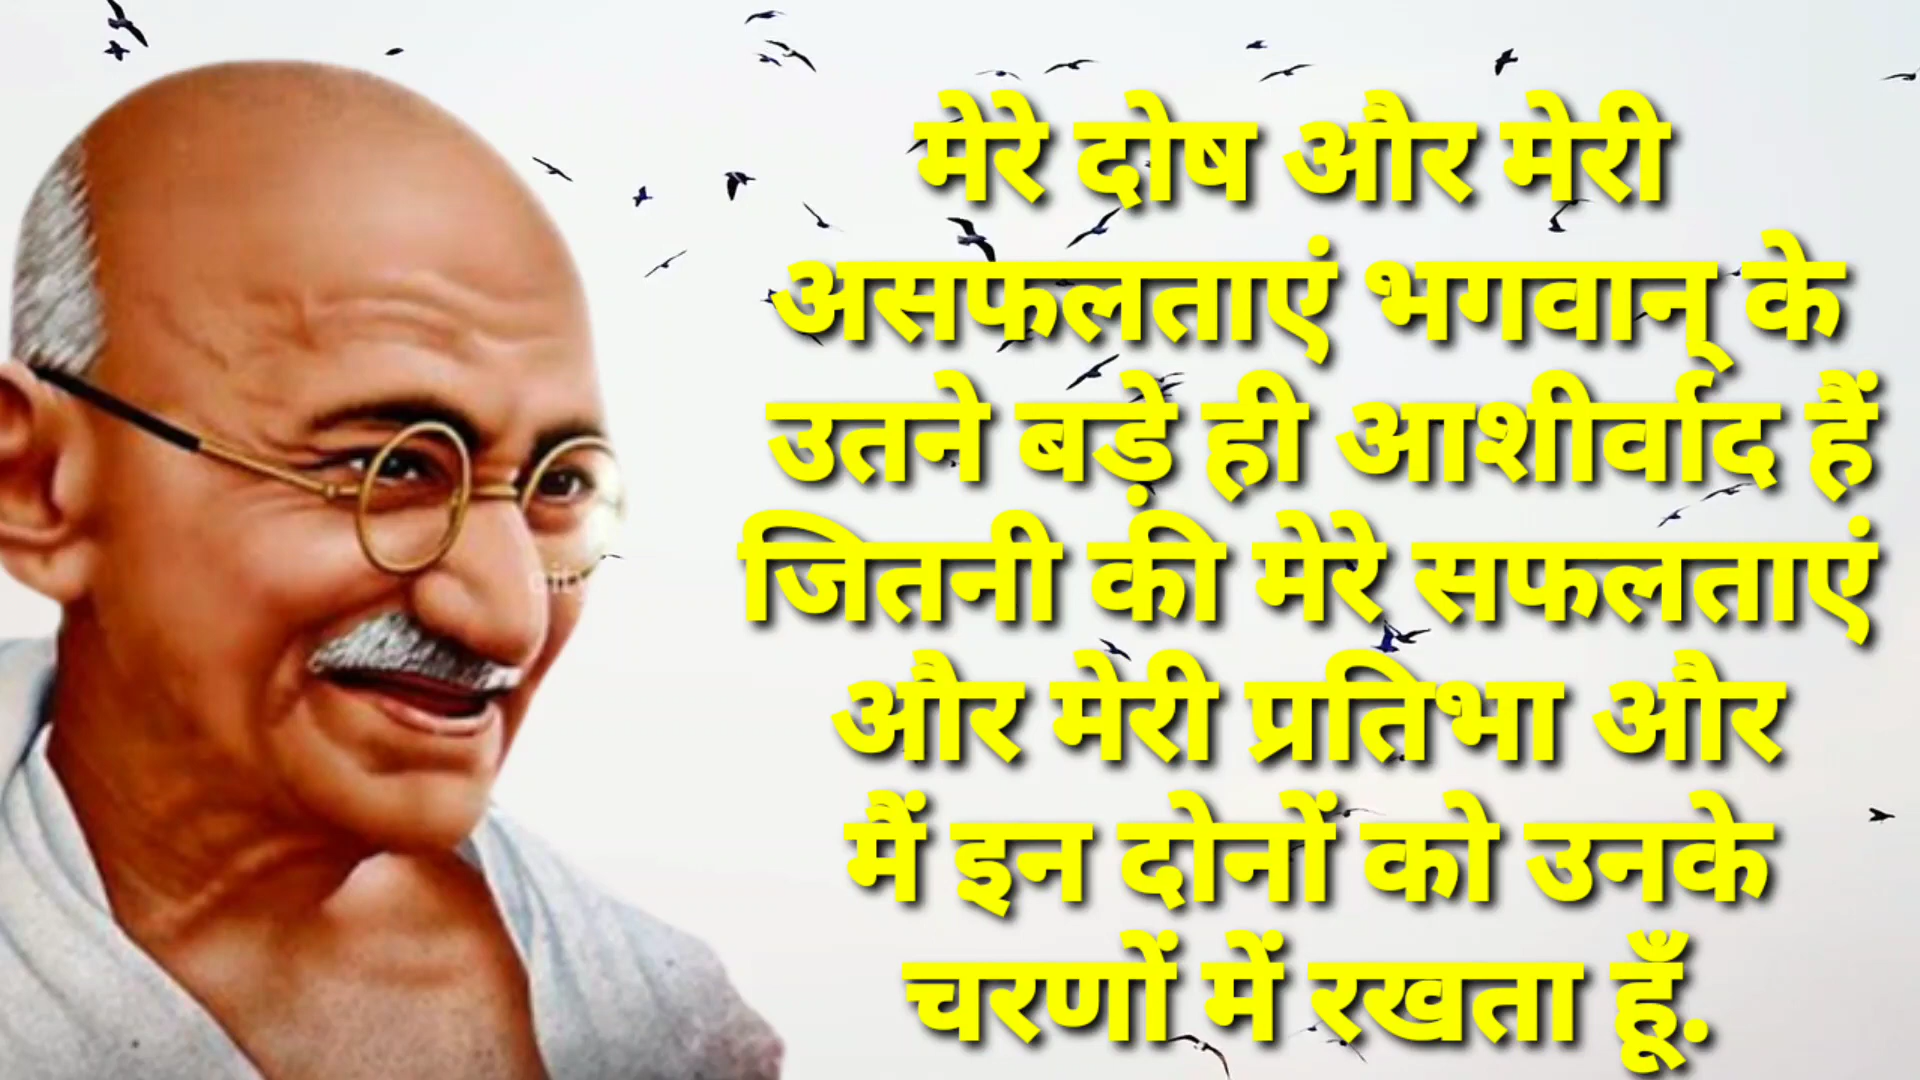 मेरे दोष और मेरी
असफलताएं भगवान् के
उतने बड़े ही आशीर्वाद हैं
जितनी की मेरे सफलताएं
और मेरी प्रतिभा और
मैं इन दोनों को उनके
चरणों में रखता हूँ.